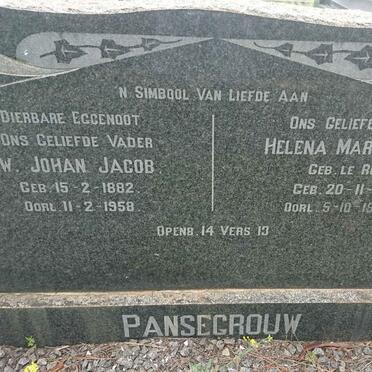 'N SIMBOOL VAN LIEFDE AAN
DIERBARE EGGENOOT
ONS GELIEFDE VADER
W. JOHAN JACOB
GEB. 15-2-1882.
OORL. 11-2-1958.
ONS GELIEFD
HELENA MAR
GEB. LE R
GEB. 20-11-
OORL. 5-10-19
OPENB. 14 VERS 13
PANSEGROUW